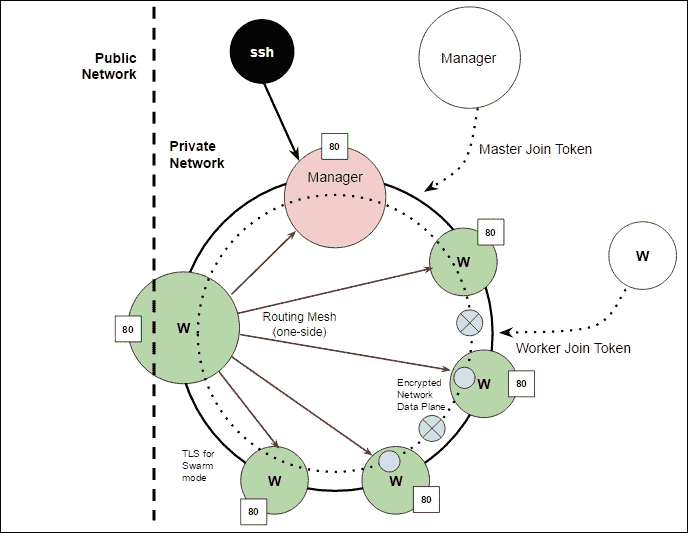 Public
Network
ssh
Manager
Private
Network
80
Manager
Master Join Token
80
W
W
80
W
Routing Mesh
(one-side)
Worker Join Token
Encrypted
Network
Data Plane
W
80
TLS for
Swarm
mode
W
80
W
80